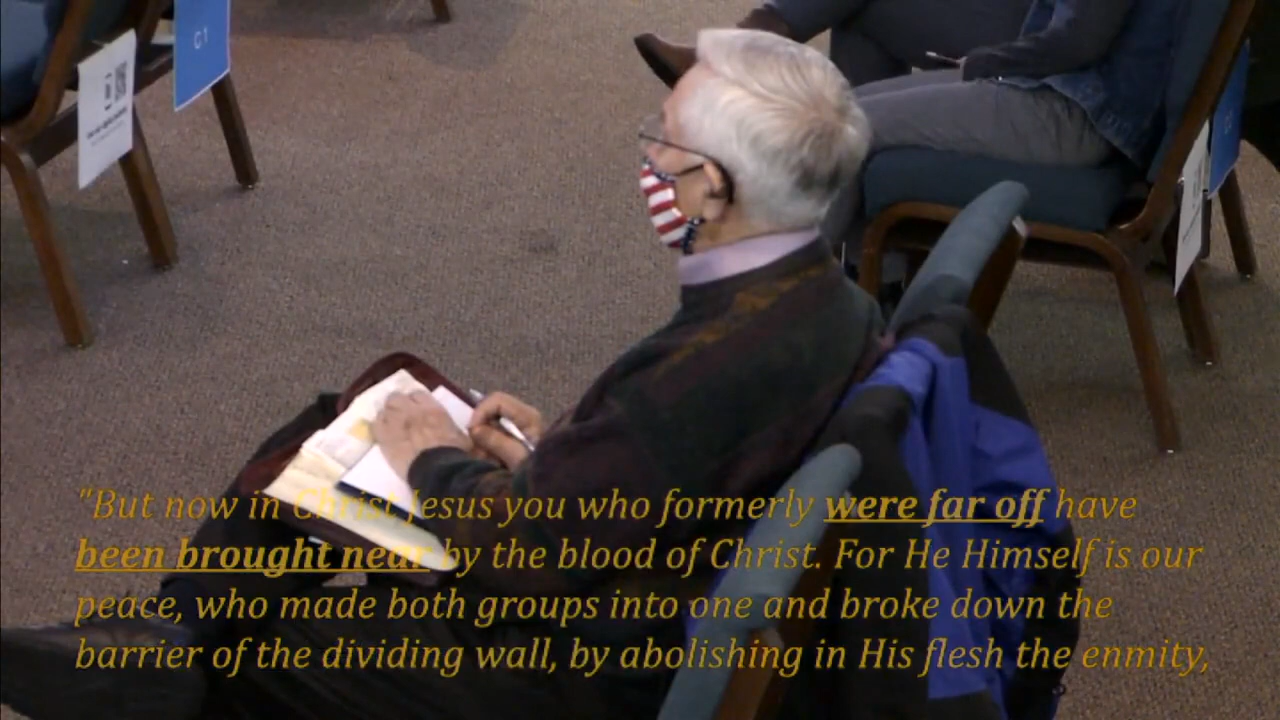 C1
"But now in Christ Jesus you who formerly were far off have
been brought near by the blood of Christ. For He Himself is our
peace, who made both groups into one and broke down the
barrier of the dividing wall, by abolishing in His flesh the enmity,